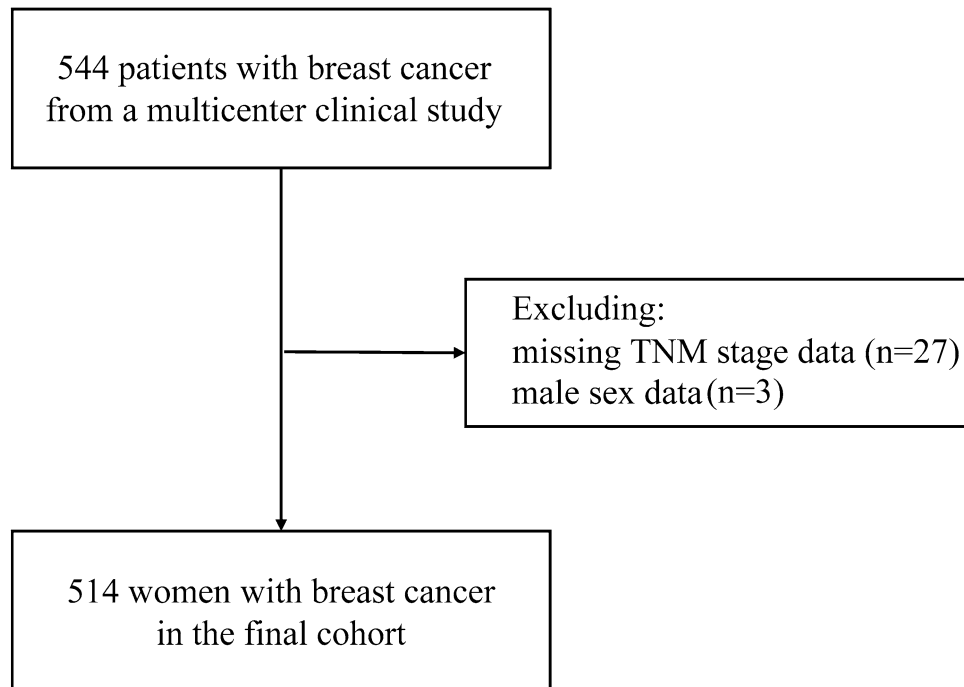 544 patients with breast cancer
from a multicenter clinical study
Excluding:
missing TNM stage data (n=27)
male sex data(n=3)
514 women with breast cancer
in the final cohort